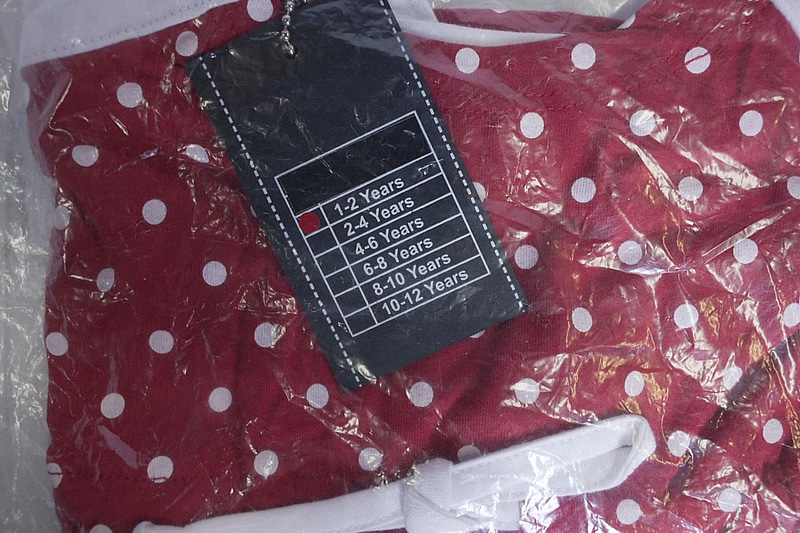 1-2 Years
2-4 Years
4-6 Years
6-8 Years
8-10 Years
10-12 Years